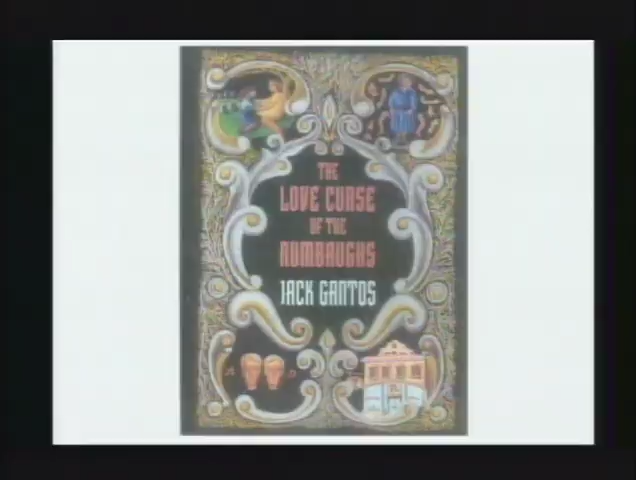 THE
LOVE CURSE
OF THE
RUMBAUGHS
JACK GANTOS